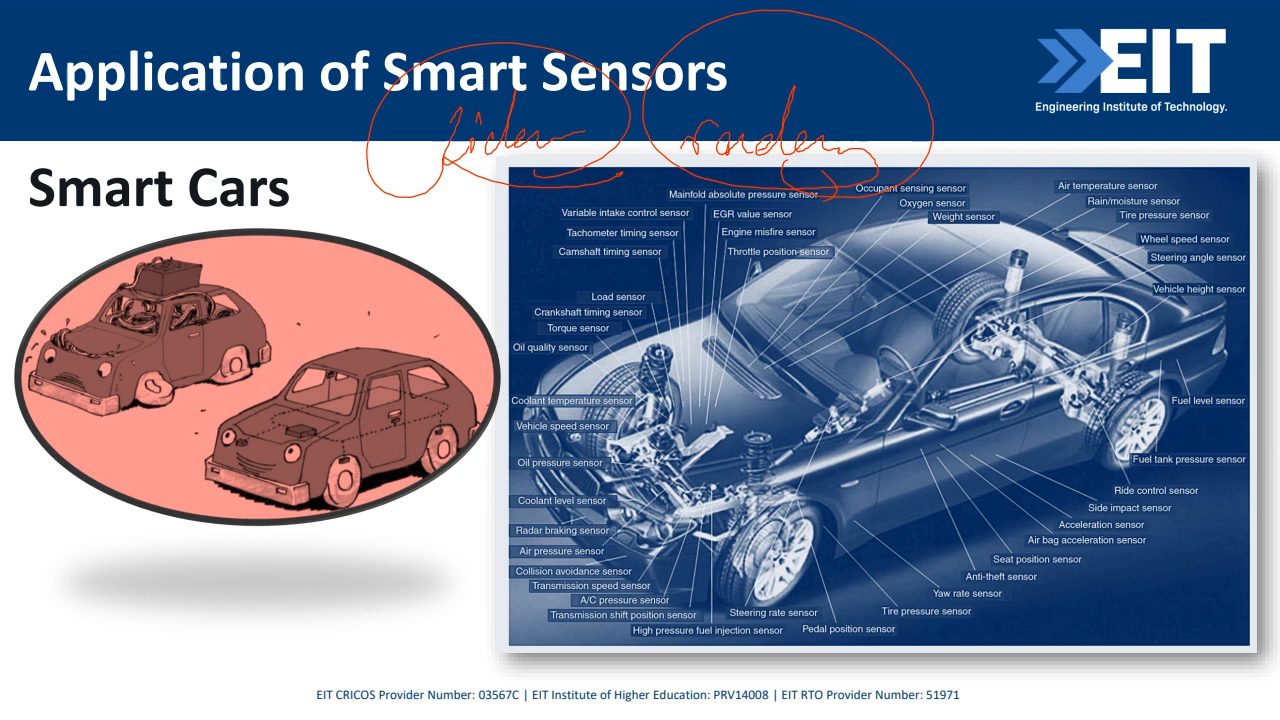 Application of Smart Sensors
EIT
Engineering Institute of Technology.
Smart Cars
Mainfold absolute pressure sensor
Variable intake control sensor
EGR value sensor
Tachometer timing sensor
Engine misfire sensor
Camshaft timing sensor
Throttle position sensor
Occupant sensing sensor
Oxygen sensor
Weight sensor
Air temperature sensor
Rain/moisture sensor
Tire pressure sensor
Wheel speed sensor
Steering angle sensor
Vehicle height sensor
Load sensor
Crankshaft timing sensor
Torque sensor
Oil quality sensor
Coolant temperature sensor
Vehicle speed sensor
Oil pressure sensor
Coolant level sensor
Radar braking sensor
Air pressure sensor
Collision avoidance sensor
Transmission speed sensor
A/C pressure sensor
Transmission shift position sensor
High pressure fuel injection sensor
Steering rate sensor
Pedal position sensor
Tire pressure sensor
Yaw rate sensor
Anti-theft sensor
Seat position sensor
Air bag acceleration sensor
Acceleration sensor
Side impact sensor
Ride control sensor
Fuel tank pressure sensor
Fuel level sensor
EIT CRICOS Provider Number: 03567C | EIT Institute of Higher Education: PRV14008 | EIT RTO Provider Number: 51971